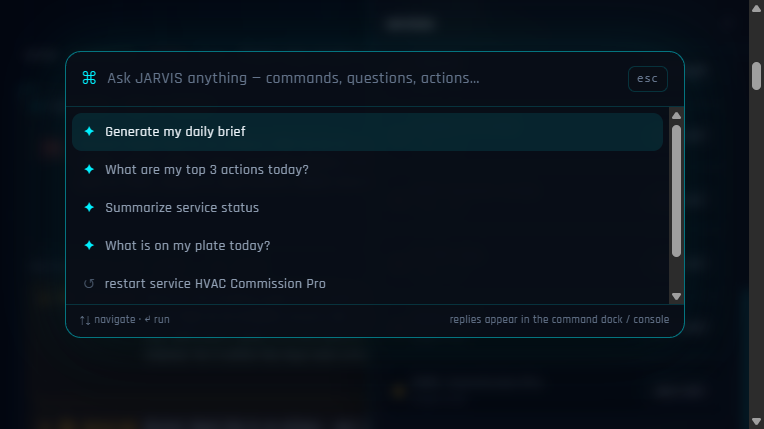 ⌘ Ask JARVIS anything – commands, questions, actions...
esc
✦ Generate my daily brief
✦ What are my top 3 actions today?
✦ Summarize service status
✦ What is on my plate today?
↺ restart service HVAC Commission Pro
↑↓ navigate · ↵ run
replies appear in the command dock / console